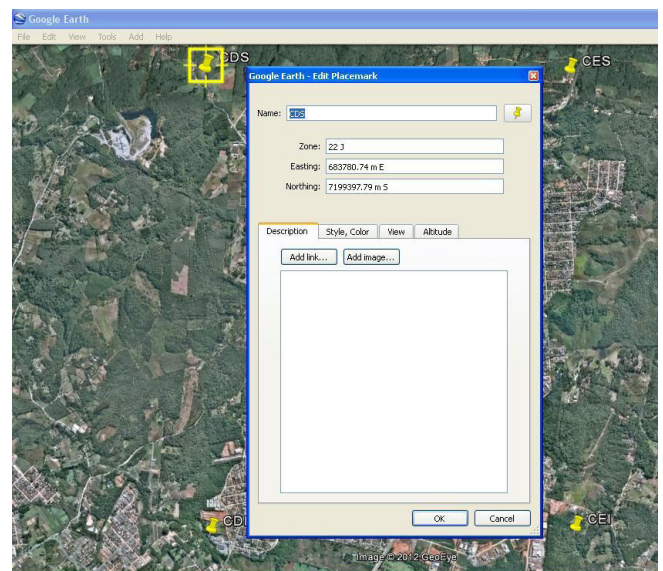 Google Earth
File Edit View Tools Add Help
CDS
CES
Google Earth - Edit Placemark
Name: CDS
Zone: 22 J
Easting: 683780.74 m E
Northing: 7199397.79 m S
Description Style, Color View Altitude
Add link... Add image...
CDI
CEI
OK Cancel
Image © 2012 GeoEye